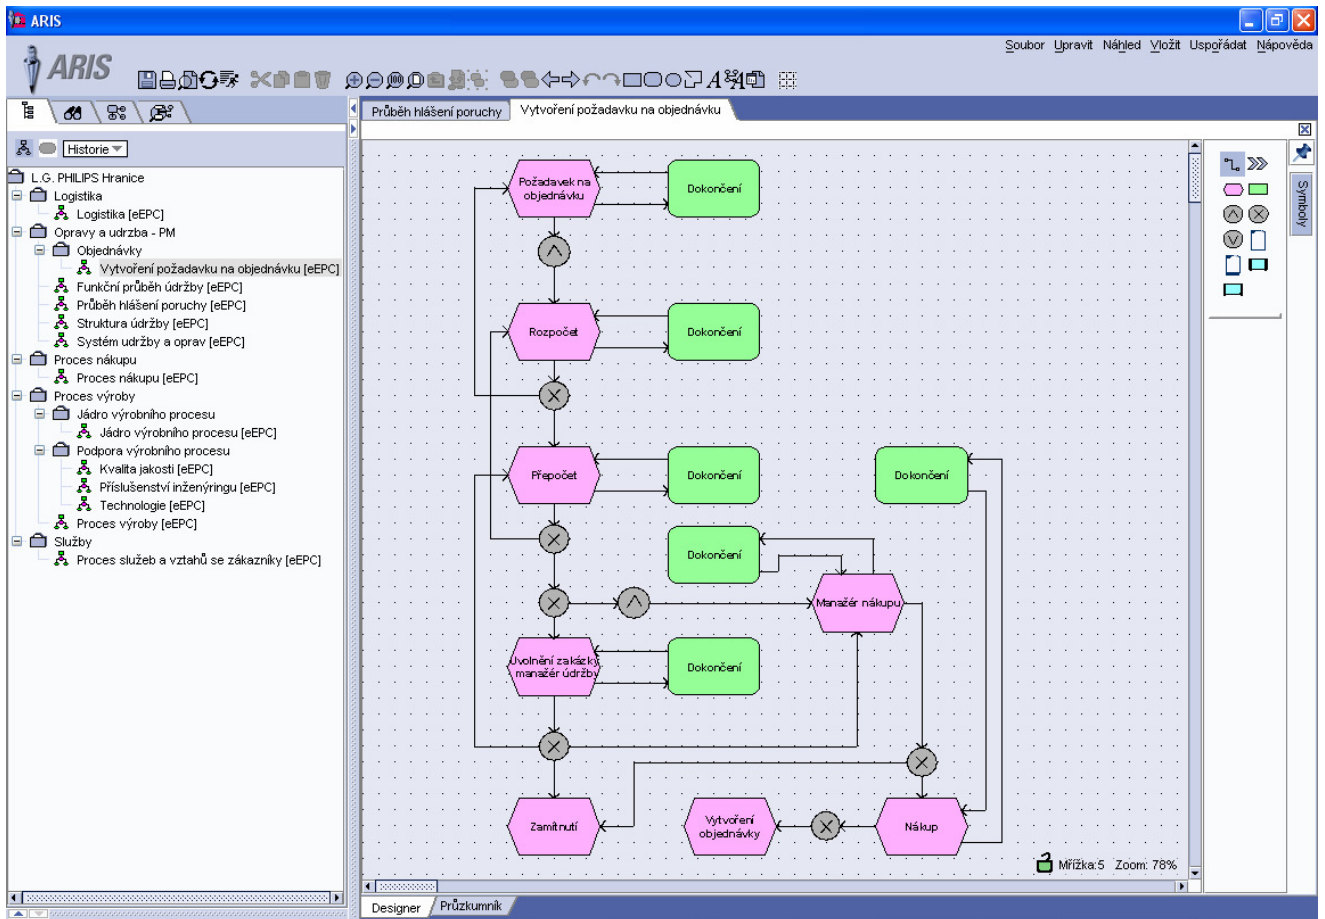 ARIS
Soubor Upravit Náhled Vložit Uspořádat Nápověda
ARIS
Průběh hlášení poruchy
Vytvoření požadavku na objednávku
Historie
L.G. PHILIPS Hranice
Logistika
Logistika [eEPC]
Opravy a udrzba - PM
Objednávky
Vytvoření požadavku na objednávku [eEPC]
Funkční průběh údržby [eEPC]
Průběh hlášení poruchy [eEPC]
Struktura údržby [eEPC]
Systém udržby a oprav [eEPC]
Proces nákupu
Proces nákupu [eEPC]
Proces výroby
Jádro výrobního procesu
Jádro výrobního procesu [eEPC]
Podpora výrobního procesu
Kvalita jakosti [eEPC]
Příslušenství inženýringu [eEPC]
Technologie [eEPC]
Proces výroby [eEPC]
Služby
Proces služeb a vztahů se zákazníky [eEPC]
Požadavek na
objednávku
Dokončení
Rozpočet
Dokončení
Přepočet
Dokončení
Dokončení
Dokončení
Manažér nákupu
Uvolnění zakázky
manažér údržby
Dokončení
Zamítnutí
Vytvoření
objednávky
Nákup
Mřížka:5 Zoom: 78%
Symboly
Designer
Průzkumník